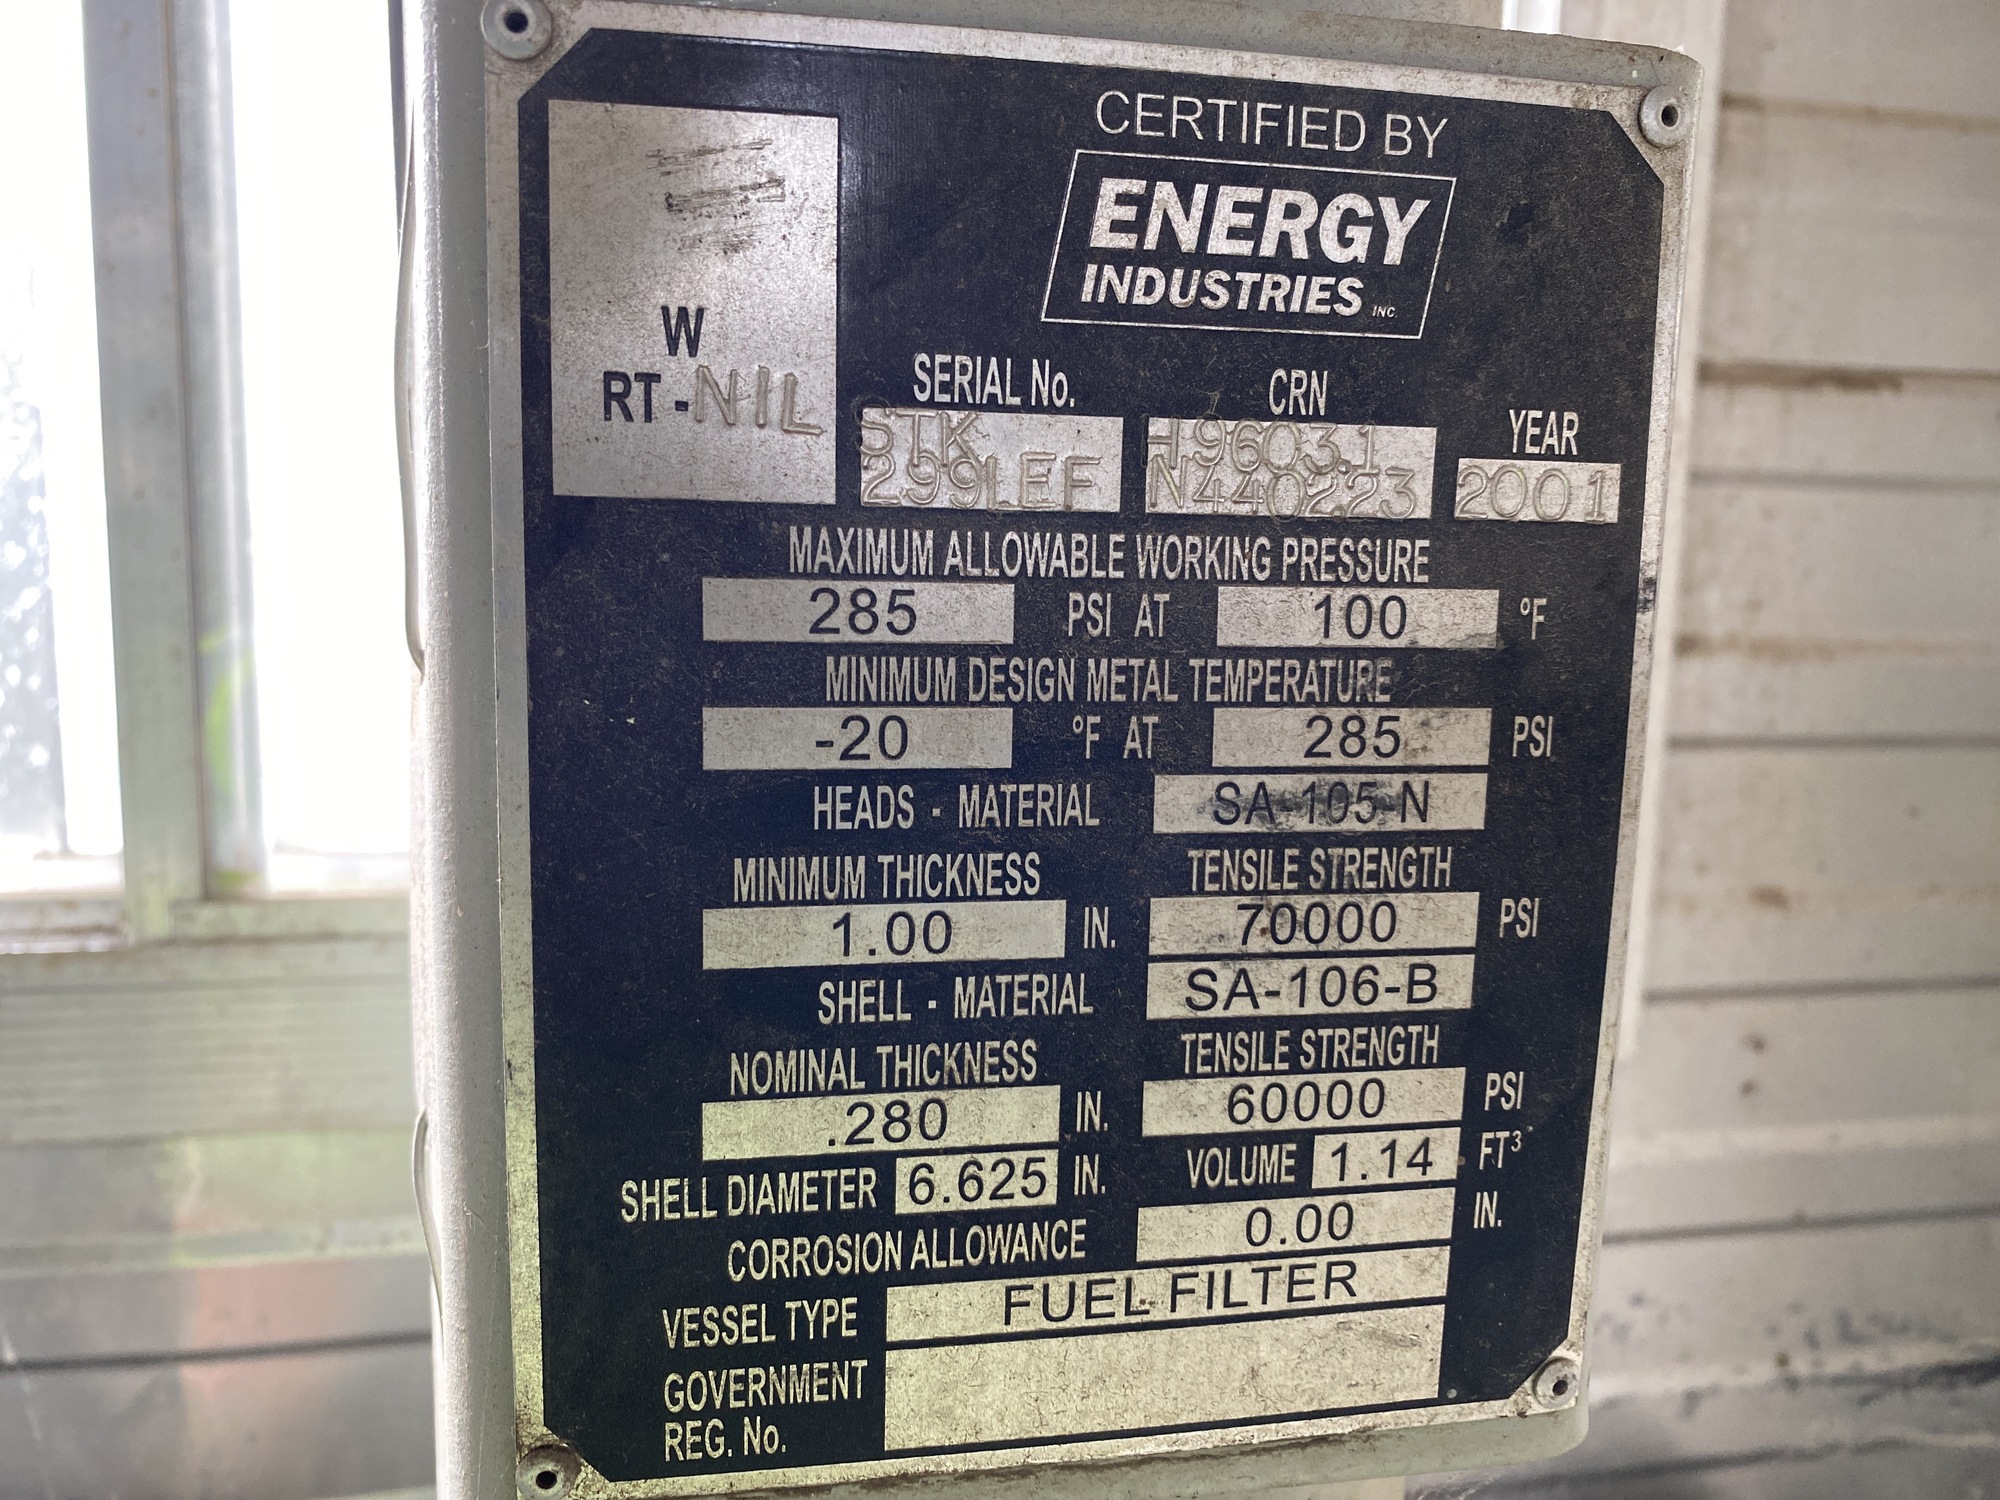 CERTIFIED BY
ENERGY
INDUSTRIES INC.
W
RT-NIL
SERIAL No. CRN YEAR
STK H9603.1
299LEF N44022.3 2001
MAXIMUM ALLOWABLE WORKING PRESSURE
285 PSI AT 100 °F
MINIMUM DESIGN METAL TEMPERATURE
-20 °F AT 285 PSI
HEADS - MATERIAL SA-105 N
MINIMUM THICKNESS TENSILE STRENGTH
1.00 IN. 70000 PSI
SHELL - MATERIAL SA-106-B
NOMINAL THICKNESS TENSILE STRENGTH
.280 IN. 60000 PSI
SHELL DIAMETER 6.625 IN. VOLUME 1.14 FT³
CORROSION ALLOWANCE 0.00 IN.
VESSEL TYPE FUEL FILTER
GOVERNMENT
REG. No.